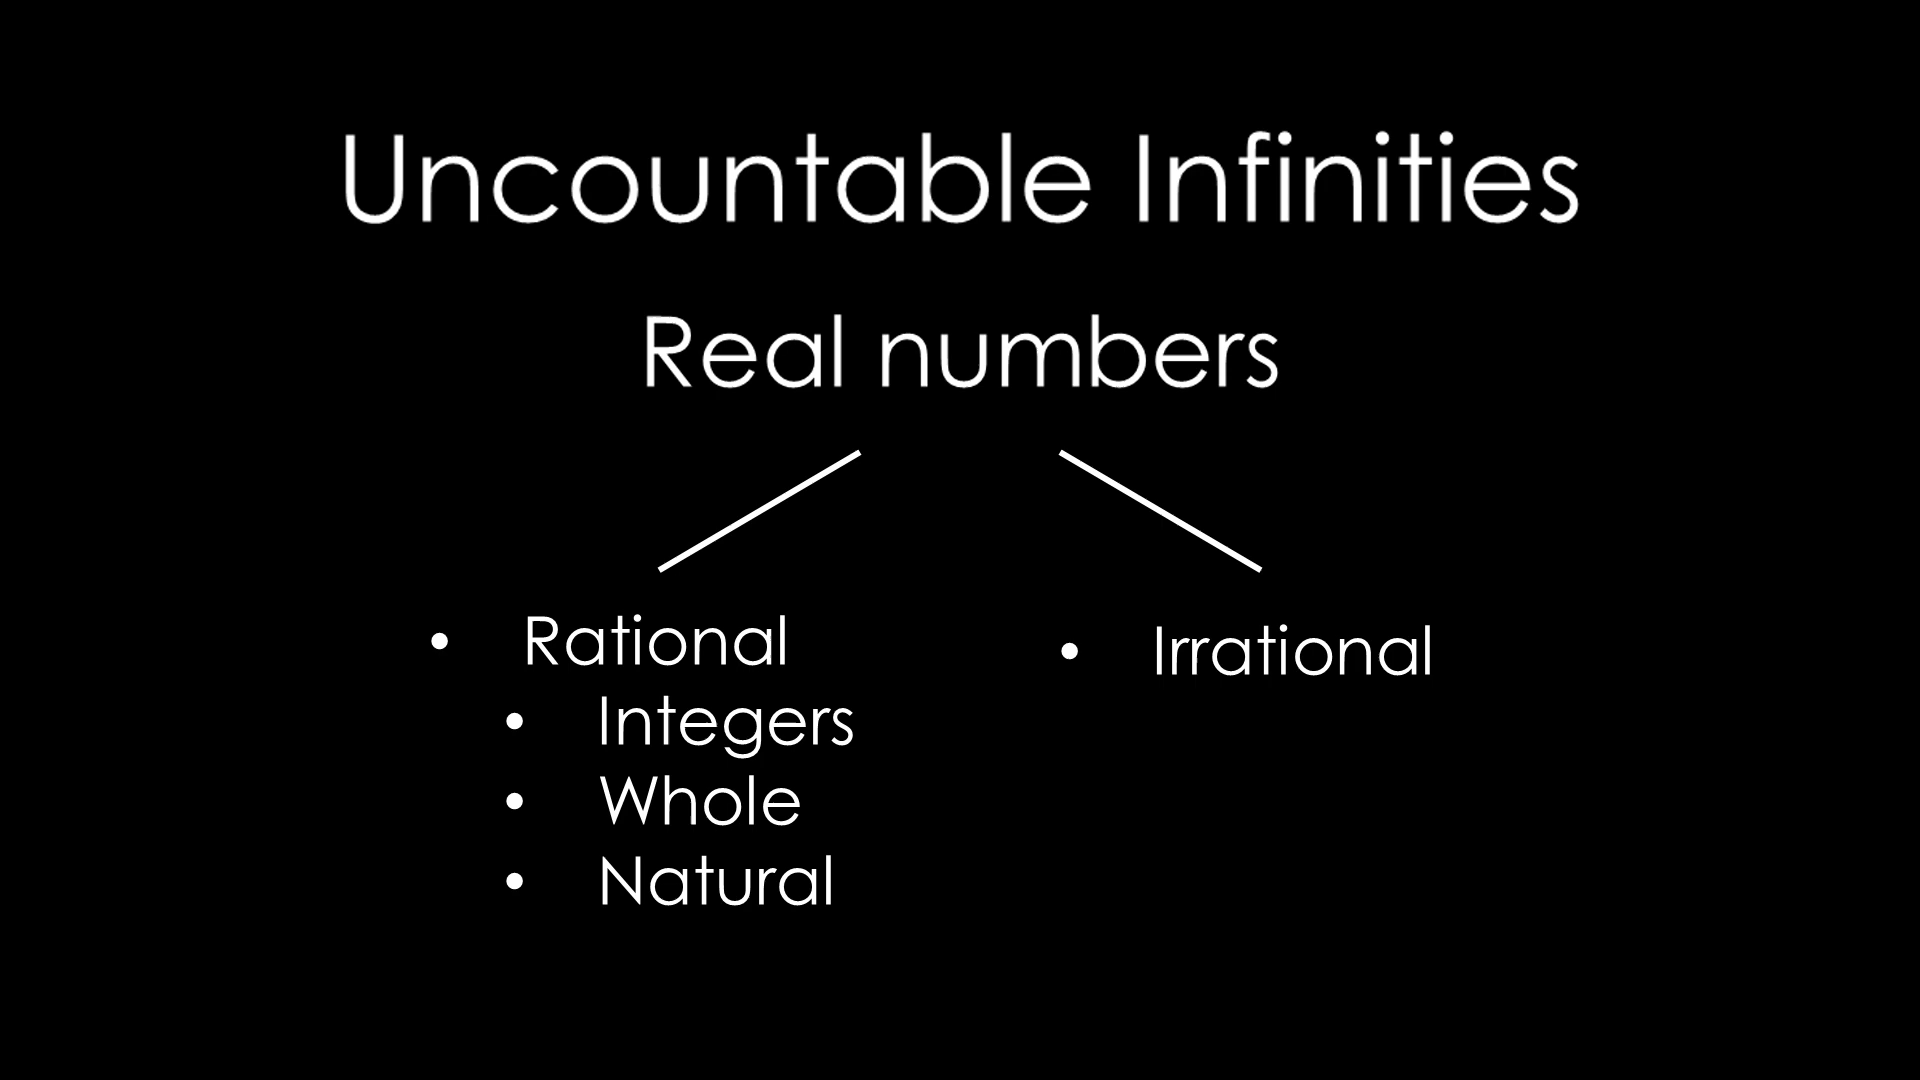 Uncountable Infinities
Real numbers
• Rational
• Integers
• Whole
• Natural
• Irrational